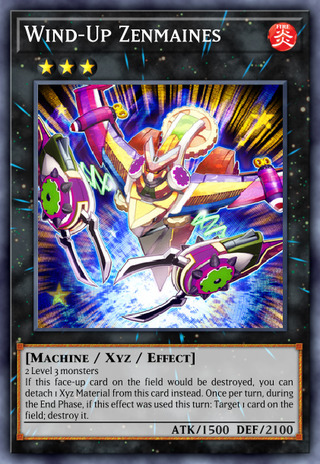 Wind-Up Zenmaines
FIRE
炎
[Machine / Xyz / Effect]
2 Level 3 monsters
If this face-up card on the field would be destroyed, you can
detach 1 Xyz Material from this card instead. Once per turn, during
the End Phase, if this effect was used this turn: Target 1 card on the
field; destroy it.
ATK/1500 DEF/2100